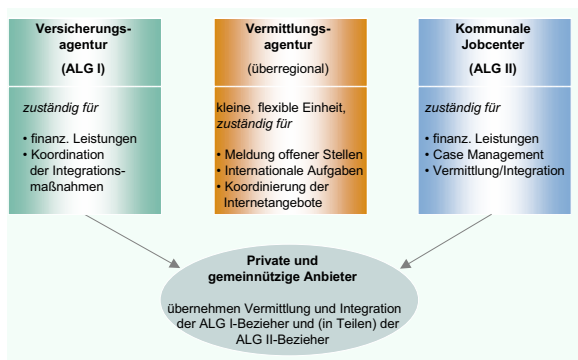 Versicherungs-
agentur
(ALG I)
zuständig für
• finanz. Leistungen
• Koordination
der Integrations-
maßnahmen
Vermittlungs-
agentur
(überregional)
kleine, flexible Einheit,
zuständig für
• Meldung offener Stellen
• Internationale Aufgaben
• Koordinierung der
Internetangebote
Kommunale
Jobcenter
(ALG II)
zuständig für
• finanz. Leistungen
• Case Management
• Vermittlung/Integration
Private und
gemeinnützige Anbieter
übernehmen Vermittlung und Integration
der ALG I-Bezieher und (in Teilen) der
ALG II-Bezieher